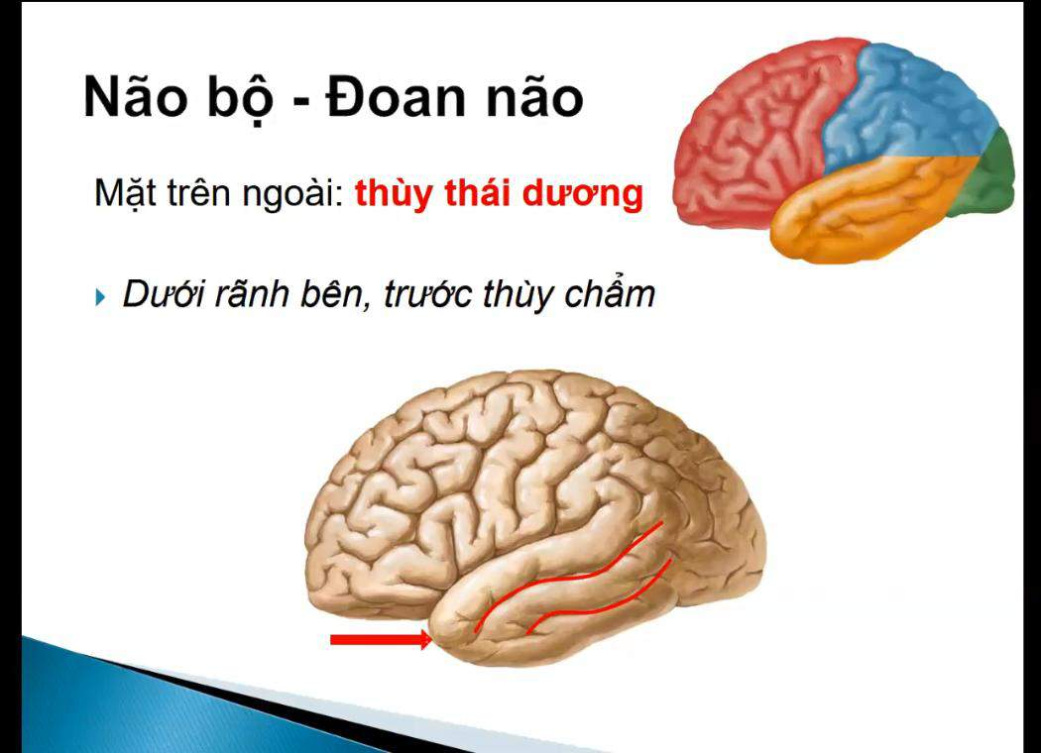 Não bộ - Đoan não
Mặt trên ngoài: thùy thái dương
Dưới rãnh bên, trước thùy chẩm